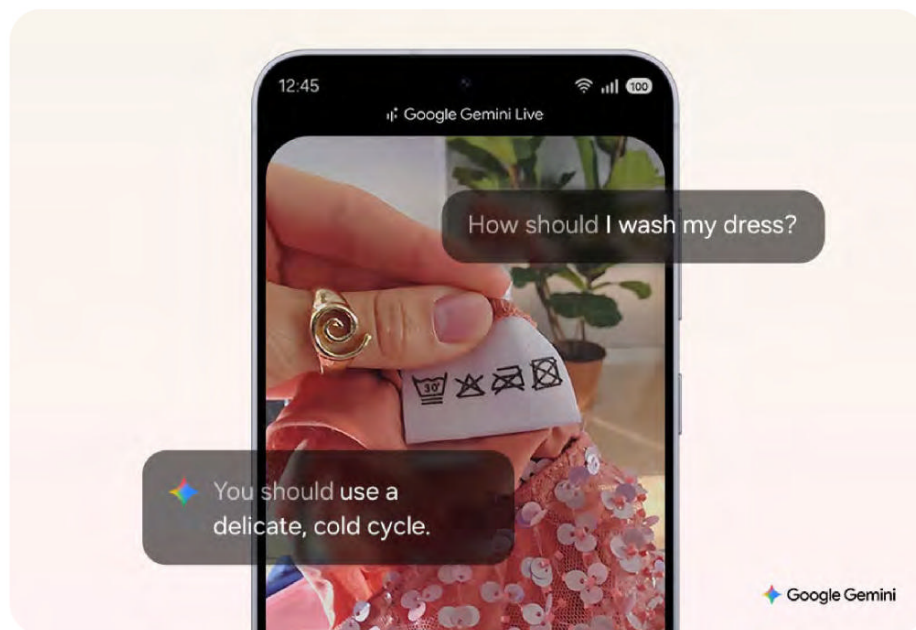 12:45
100
Google Gemini Live
How should I wash my dress?
30°
You should use a
delicate, cold cycle.
Google Gemini